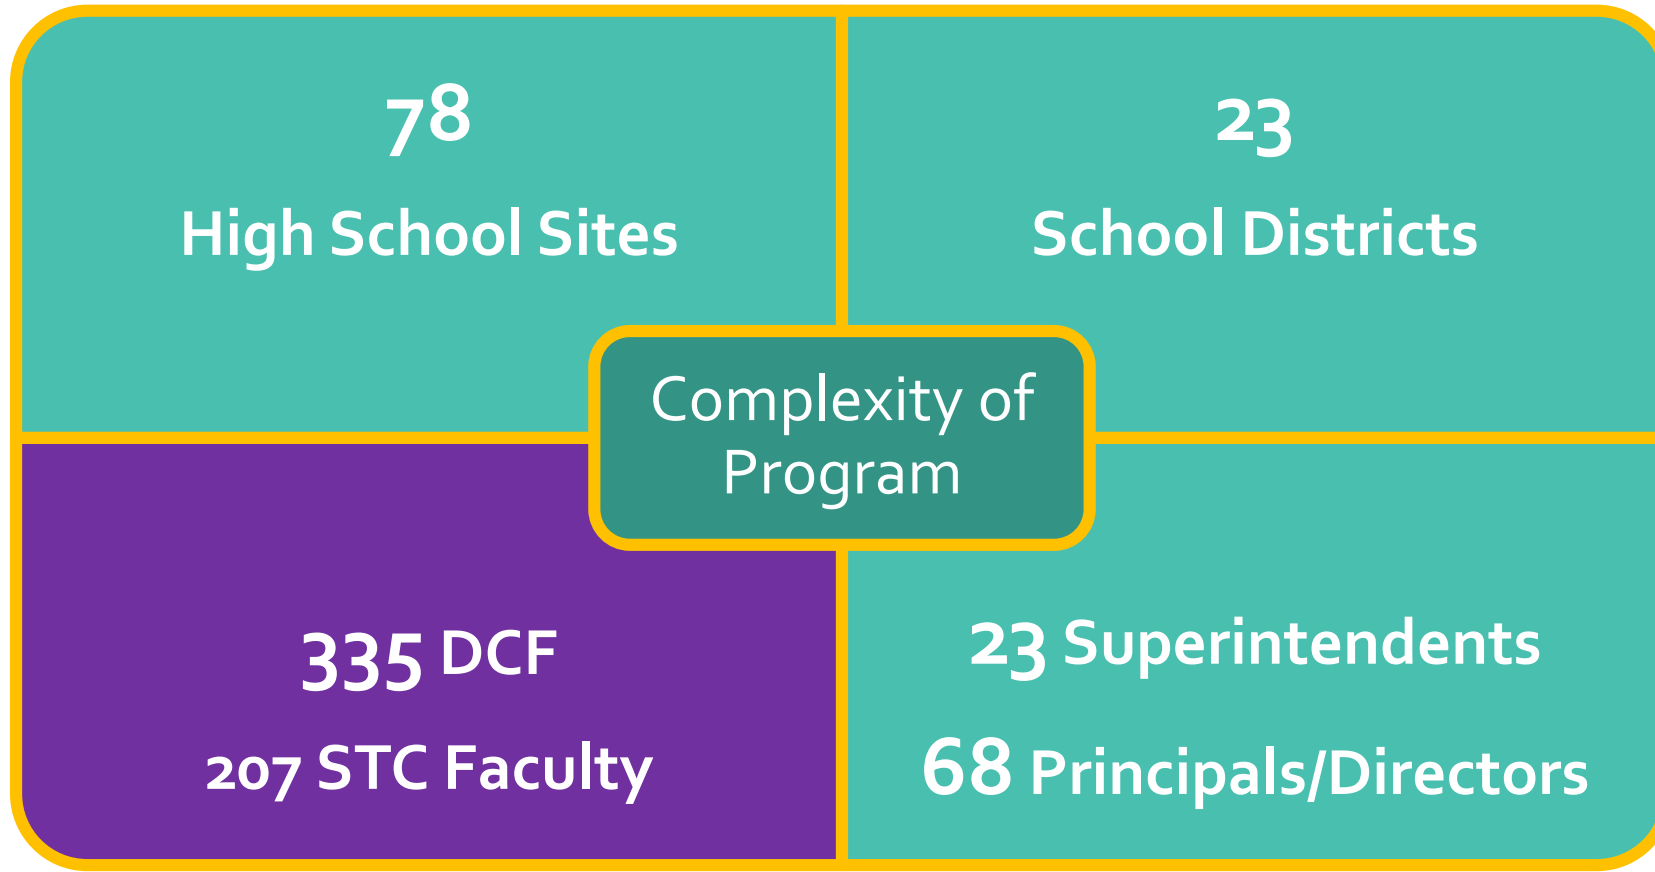 78
High School Sites
23
School Districts
Complexity of
Program
335 DCF
207 STC Faculty
23 Superintendents
68 Principals/Directors